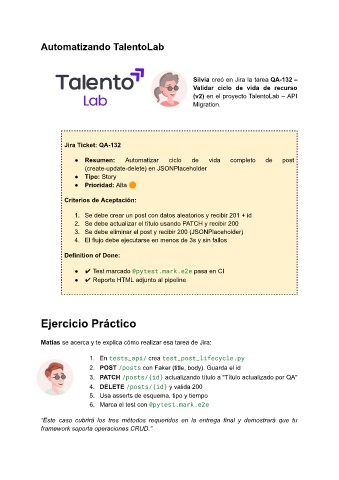 Automatizando TalentoLab
Talento
Lab
Silvia creó en Jira la tarea QA-132 –
Validar ciclo de vida de recurso
(v2) en el proyecto TalentoLab – API
Migration.
Jira Ticket: QA-132
● Resumen: Automatizar ciclo de vida completo de post
(create-update-delete) en JSONPlaceholder
● Tipo: Story
● Prioridad: Alta 🟠
Criterios de Aceptación:
1. Se debe crear un post con datos aleatorios y recibir 201 + id
2. Se debe actualizar el título usando PATCH y recibir 200
3. Se debe eliminar el post y recibir 200 (JSONPlaceholder)
4. El flujo debe ejecutarse en menos de 3s y sin fallos
Definition of Done:
● ✔ Test marcado @pytest.mark.e2e pasa en CI
● ✔ Reporte HTML adjunto al pipeline
Ejercicio Práctico
Matías se acerca y te explica cómo realizar esa tarea de Jira:
1. En tests_api/ crea test_post_lifecycle.py
2. POST /posts con Faker (title, body). Guarda el id
3. PATCH /posts/{id} actualizando título a "Título actualizado por QA"
4. DELETE /posts/{id} y valida 200
5. Usa asserts de esquema, tipo y tiempo
6. Marca el test con @pytest.mark.e2e
"Este caso cubrirá los tres métodos requeridos en la entrega final y demostrará que tu
framework soporta operaciones CRUD."